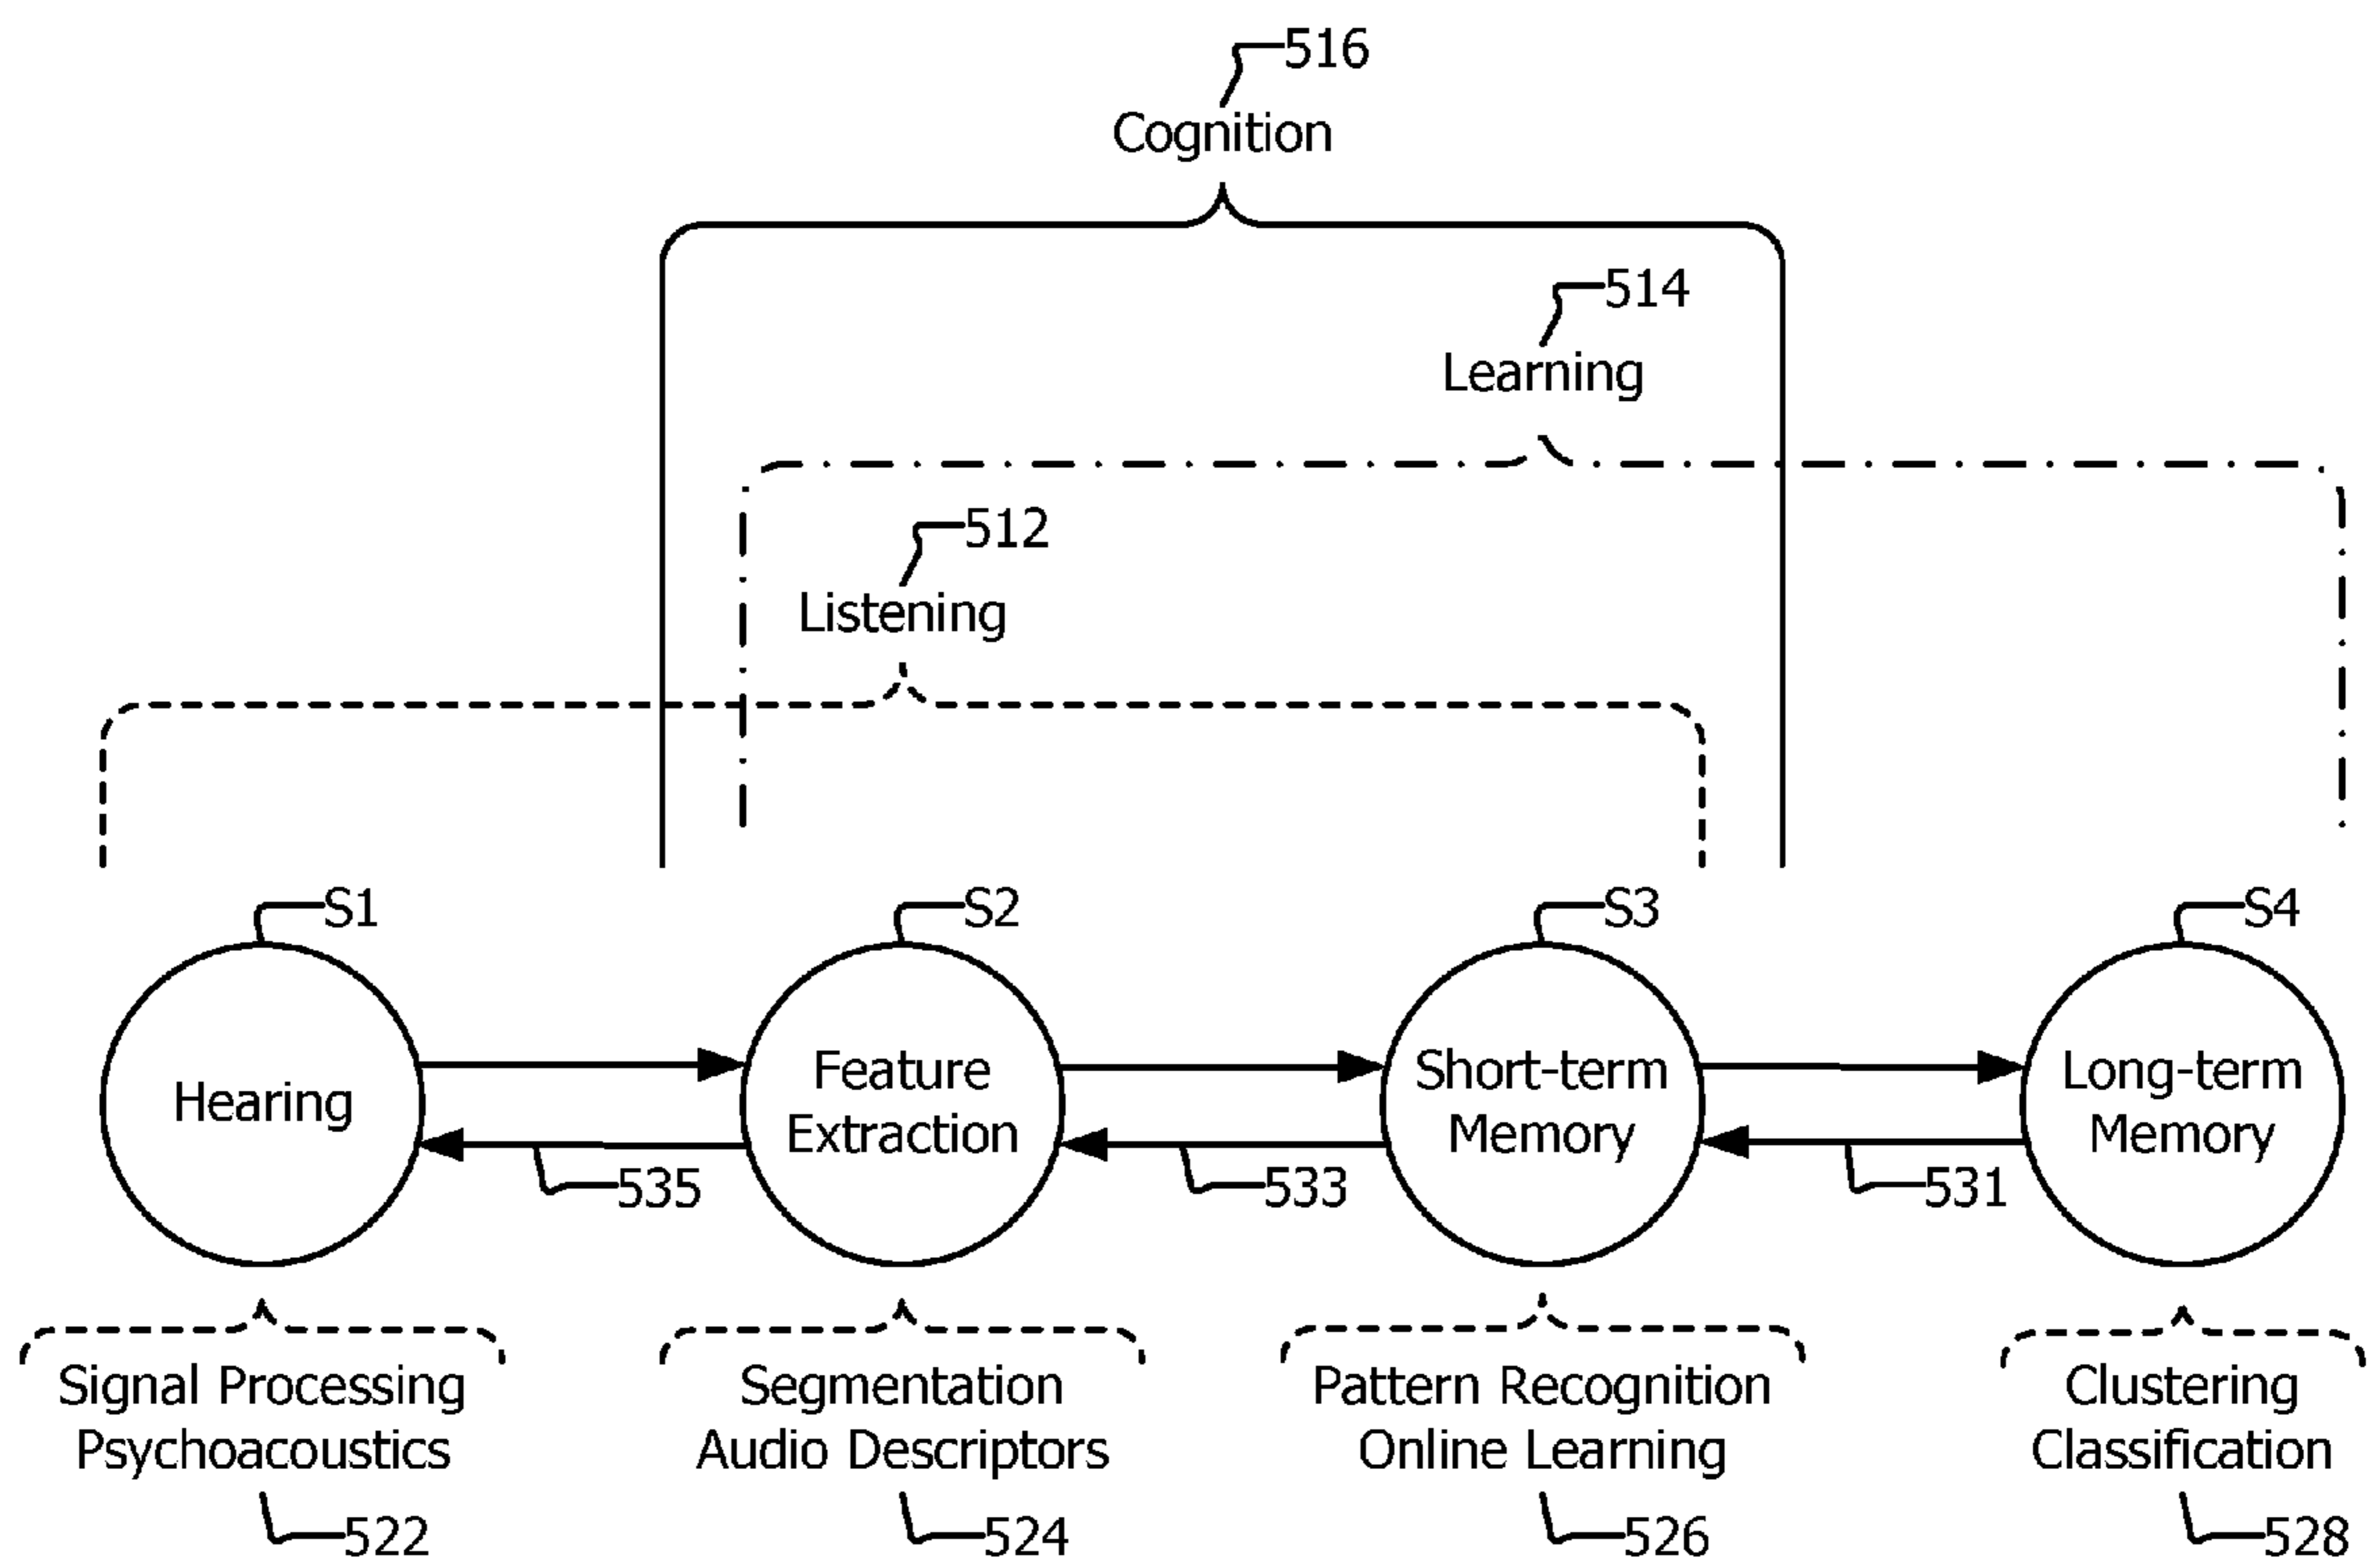 516
Cognition
514
Learning
512
Listening
S1
S2
S3
S4
Hearing
Feature
Extraction
Short-term
Memory
Long-term
Memory
535
533
531
Signal Processing
Psychoacoustics
Segmentation
Audio Descriptors
Pattern Recognition
Online Learning
Clustering
Classification
522
524
526
528